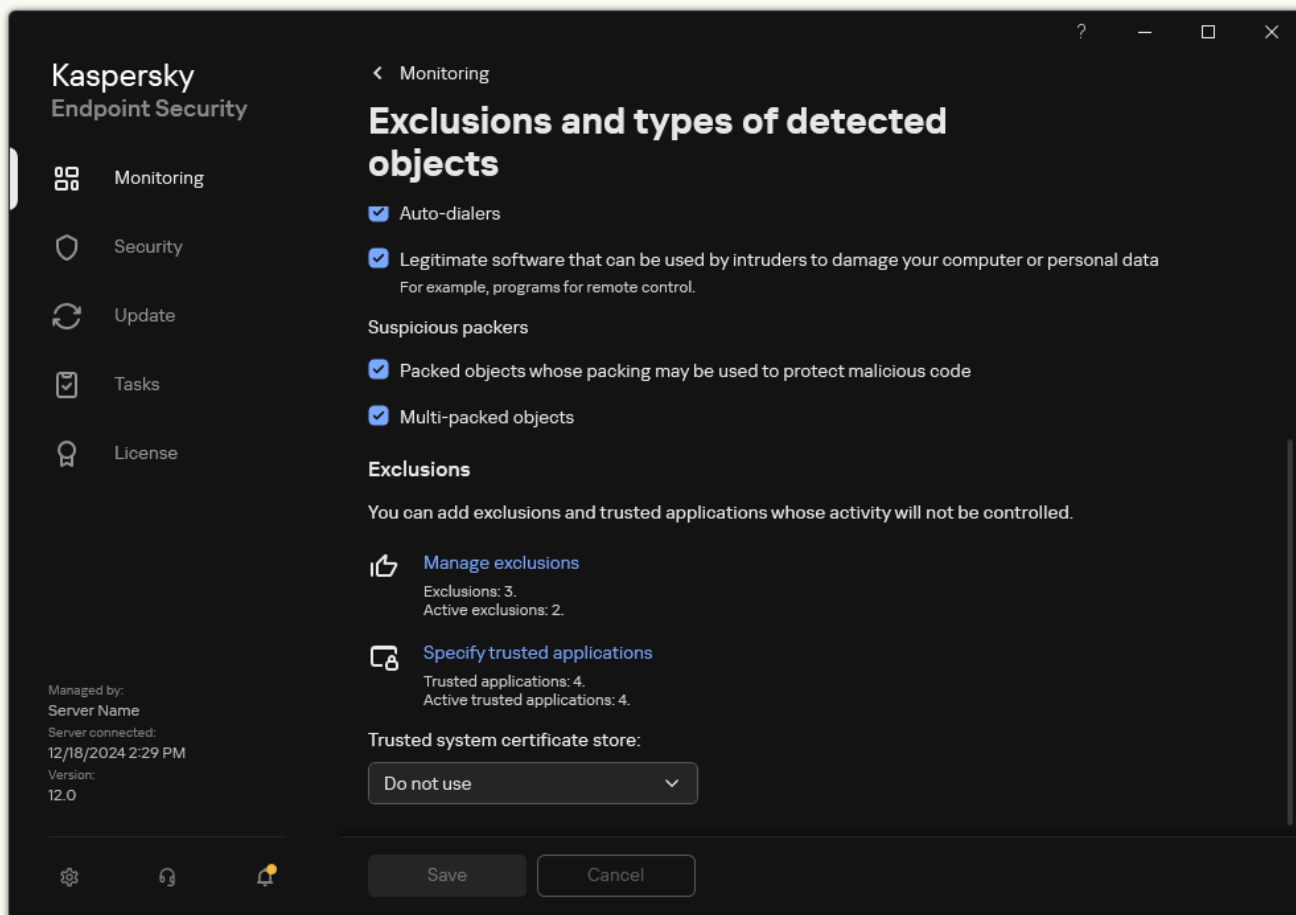 ?
Kaspersky
Endpoint Security
Monitoring
Security
Update
Tasks
License
Managed by:
Server Name
Server connected:
12/18/2024 2:29 PM
Version:
12.0
Monitoring
Exclusions and types of detected
objects
Auto-dialers
Legitimate software that can be used by intruders to damage your computer or personal data
For example, programs for remote control.
Suspicious packers
Packed objects whose packing may be used to protect malicious code
Multi-packed objects
Exclusions
You can add exclusions and trusted applications whose activity will not be controlled.
Manage exclusions
Exclusions: 3.
Active exclusions: 2.
Specify trusted applications
Trusted applications: 4.
Active trusted applications: 4.
Trusted system certificate store:
Do not use
Save
Cancel